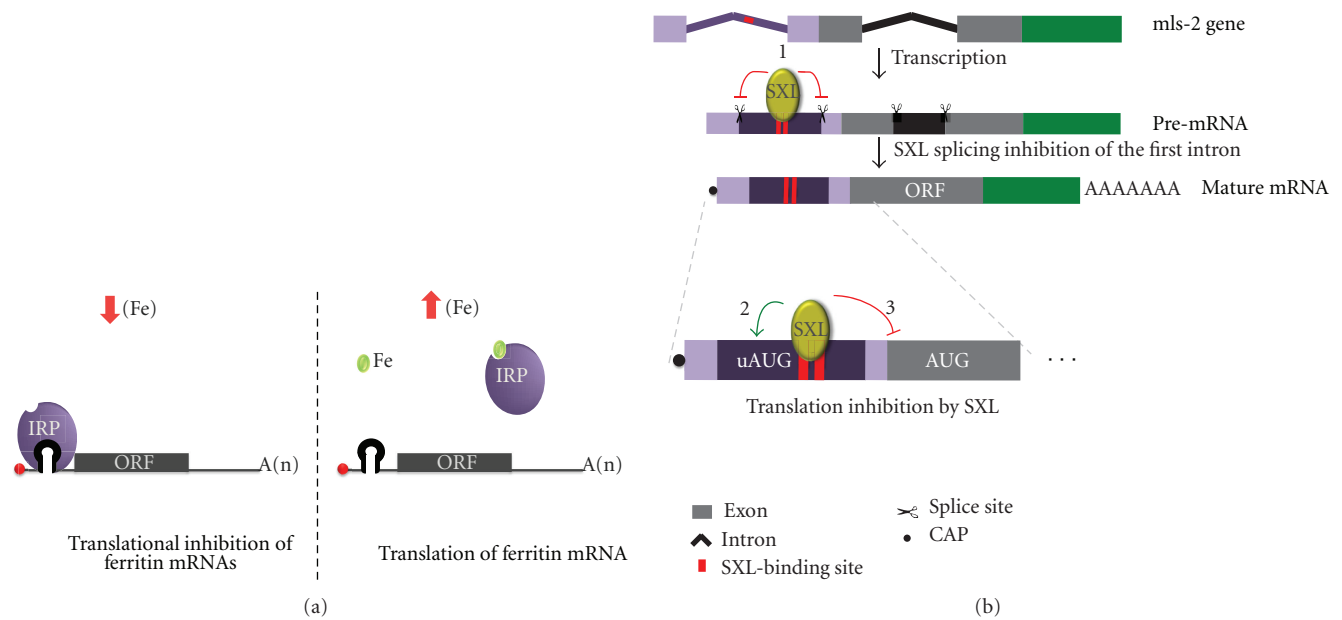 (Fe)
(Fe)
Fe
IRP
IRP
ORF
A(n)
ORF
A(n)
Translational inhibition of
ferritin mRNAs
Translation of ferritin mRNA
(a)
mls-2 gene
Transcription
1
SXL
Pre-mRNA
SXL splicing inhibition of the first intron
ORF
AAAAAAA
Mature mRNA
2
SXL
3
uAUG
AUG
. . .
Translation inhibition by SXL
Exon
Splice site
Intron
CAP
SXL-binding site
(b)